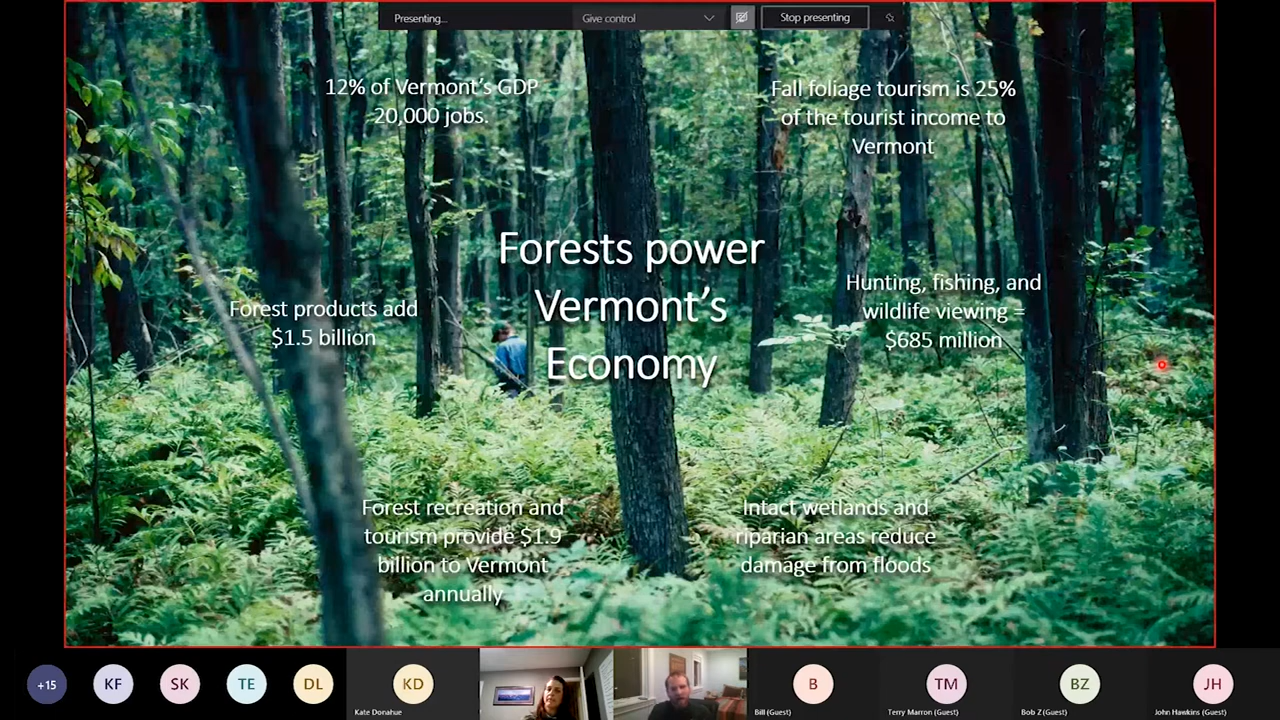 Presenting...
Give control
Stop presenting
12% of Vermont's GDP
20,000 jobs.
Fall foliage tourism is 25%
of the tourist income to
Vermont
Forests power
Vermont's
Economy
Forest products add
$1.5 billion
Hunting, fishing, and
wildlife viewing =
$685 million
Forest recreation and
tourism provide $1.9
billion to Vermont
annually
Intact wetlands and
riparian areas reduce
damage from floods
+15
KF
SK
TE
DL
KD
Kate Donahue
B
Bill (Guest)
TM
Terry Marron (Guest)
BZ
Bob Z (Guest)
JH
John Hawkins (Guest)